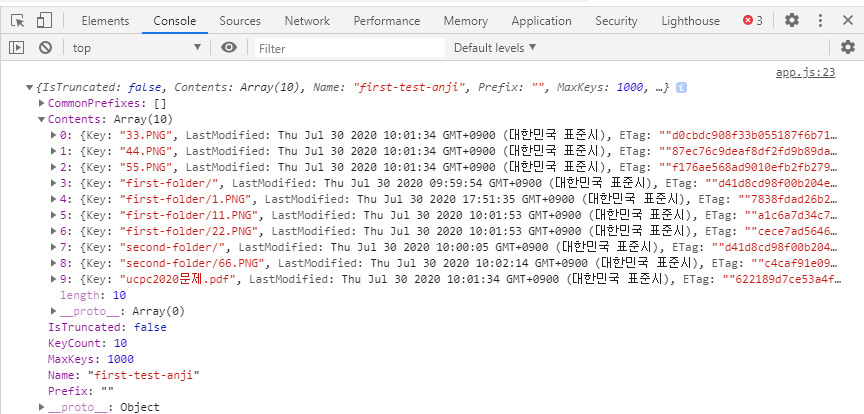 Elements Console Sources Network Performance Memory Application Security Lighthouse 3
top Filter Default levels
app.js:23
{IsTruncated: false, Contents: Array(10), Name: "first-test-anji", Prefix: "", MaxKeys: 1000, …}
CommonPrefixes: []
Contents: Array(10)
0: {Key: "33.PNG", LastModified: Thu Jul 30 2020 10:01:34 GMT+0900 (대한민국 표준시), ETag: ""d0cbdc908f33b055187f6b71…
1: {Key: "44.PNG", LastModified: Thu Jul 30 2020 10:01:34 GMT+0900 (대한민국 표준시), ETag: ""87ec76c9deaf8df2fd9b89da…
2: {Key: "55.PNG", LastModified: Thu Jul 30 2020 10:01:34 GMT+0900 (대한민국 표준시), ETag: ""f176ae568ad9010efb2fb279…
3: {Key: "first-folder/", LastModified: Thu Jul 30 2020 09:59:54 GMT+0900 (대한민국 표준시), ETag: ""d41d8cd98f00b204e…
4: {Key: "first-folder/1.PNG", LastModified: Thu Jul 30 2020 17:51:35 GMT+0900 (대한민국 표준시), ETag: ""7838fdad26b2…
5: {Key: "first-folder/11.PNG", LastModified: Thu Jul 30 2020 10:01:53 GMT+0900 (대한민국 표준시), ETag: ""a1c6a7d34c7…
6: {Key: "first-folder/22.PNG", LastModified: Thu Jul 30 2020 10:01:53 GMT+0900 (대한민국 표준시), ETag: ""cece7ad5646…
7: {Key: "second-folder/", LastModified: Thu Jul 30 2020 10:00:05 GMT+0900 (대한민국 표준시), ETag: ""d41d8cd98f00b204…
8: {Key: "second-folder/66.PNG", LastModified: Thu Jul 30 2020 10:02:14 GMT+0900 (대한민국 표준시), ETag: ""c4caf91e09…
9: {Key: "ucpc2020문제.pdf", LastModified: Thu Jul 30 2020 10:01:34 GMT+0900 (대한민국 표준시), ETag: ""622189d7ce53a4f…
length: 10
__proto__: Array(0)
IsTruncated: false
KeyCount: 10
MaxKeys: 1000
Name: "first-test-anji"
Prefix: ""
__proto__: Object